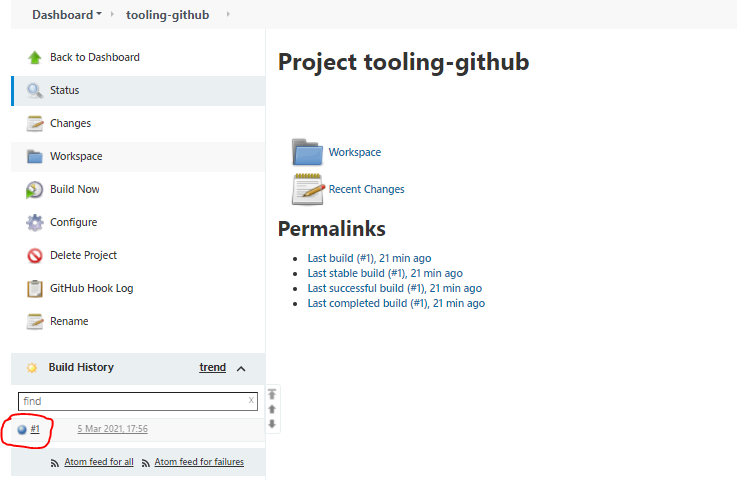 Dashboard
tooling-github
Back to Dashboard
Status
Changes
Workspace
Build Now
Configure
Delete Project
GitHub Hook Log
Rename
Build History
trend
find
X
#1
5 Mar 2021, 17:56
Atom feed for all
Atom feed for failures
Project tooling-github
Workspace
Recent Changes
Permalinks
Last build (#1), 21 min ago
Last stable build (#1), 21 min ago
Last successful build (#1), 21 min ago
Last completed build (#1), 21 min ago